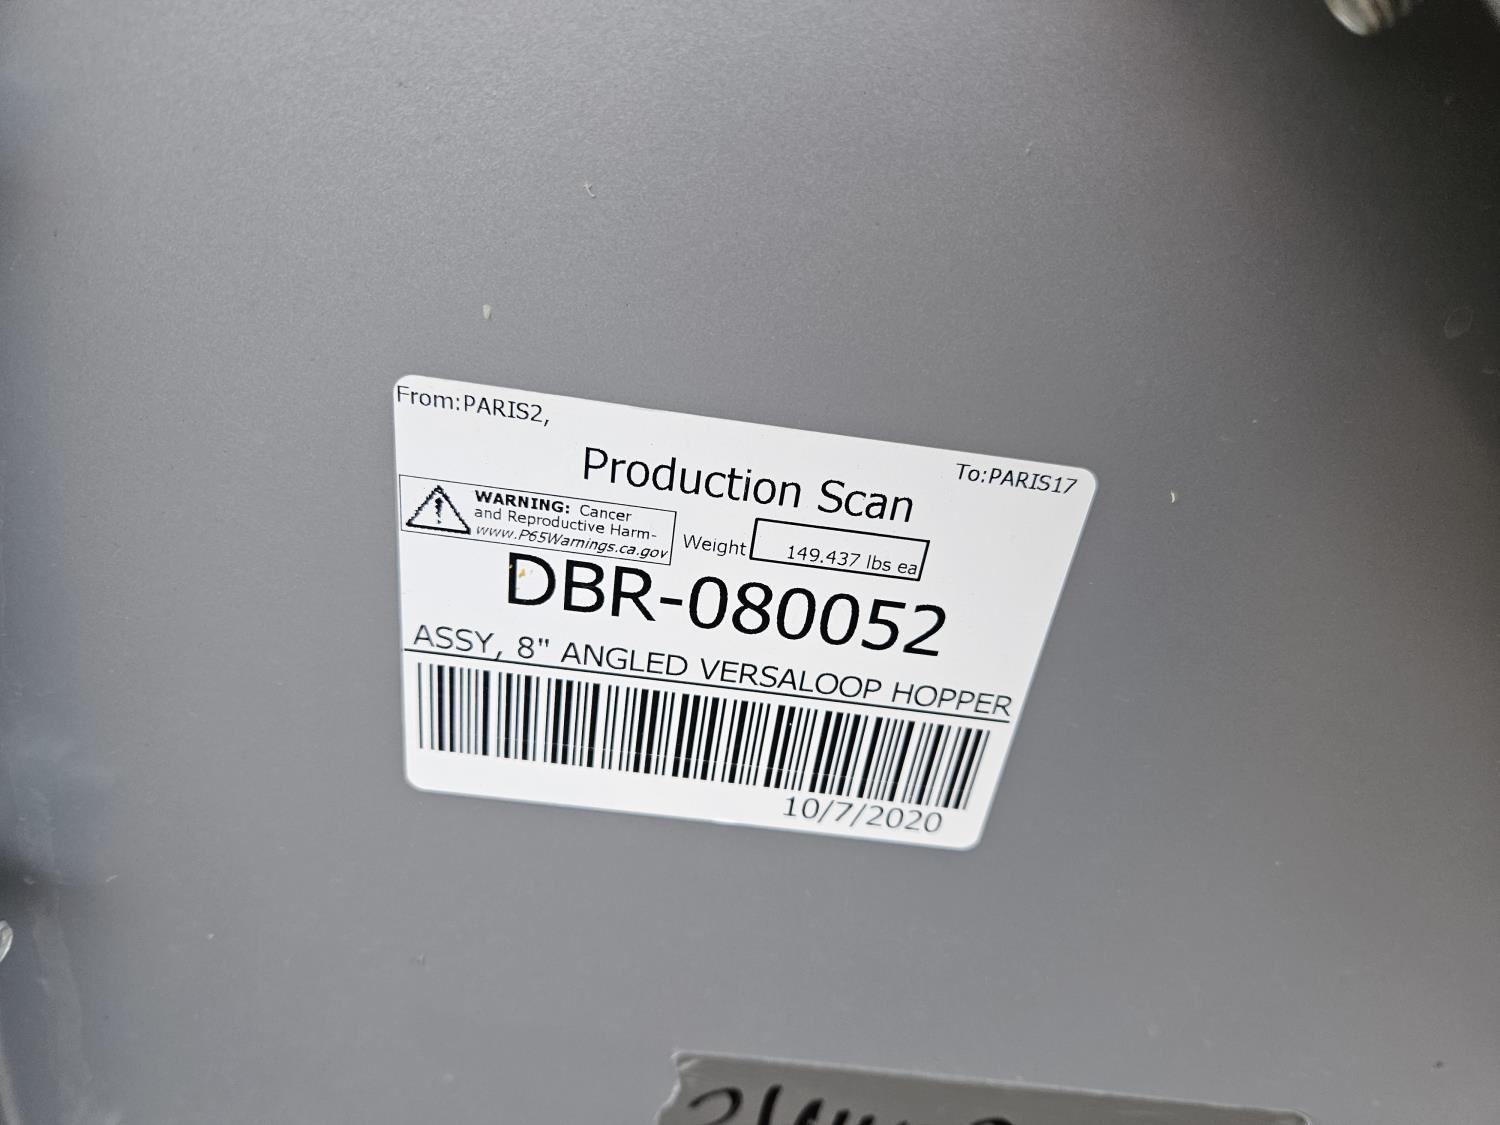 From:PARIS2,
To:PARIS17
Production Scan
WARNING: Cancer
and Reproductive Harm-
www.P65Warnings.ca.gov
Weight 149.437 lbs ea
DBR-080052
ASSY, 8" ANGLED VERSALOOP HOPPER
10/7/2020